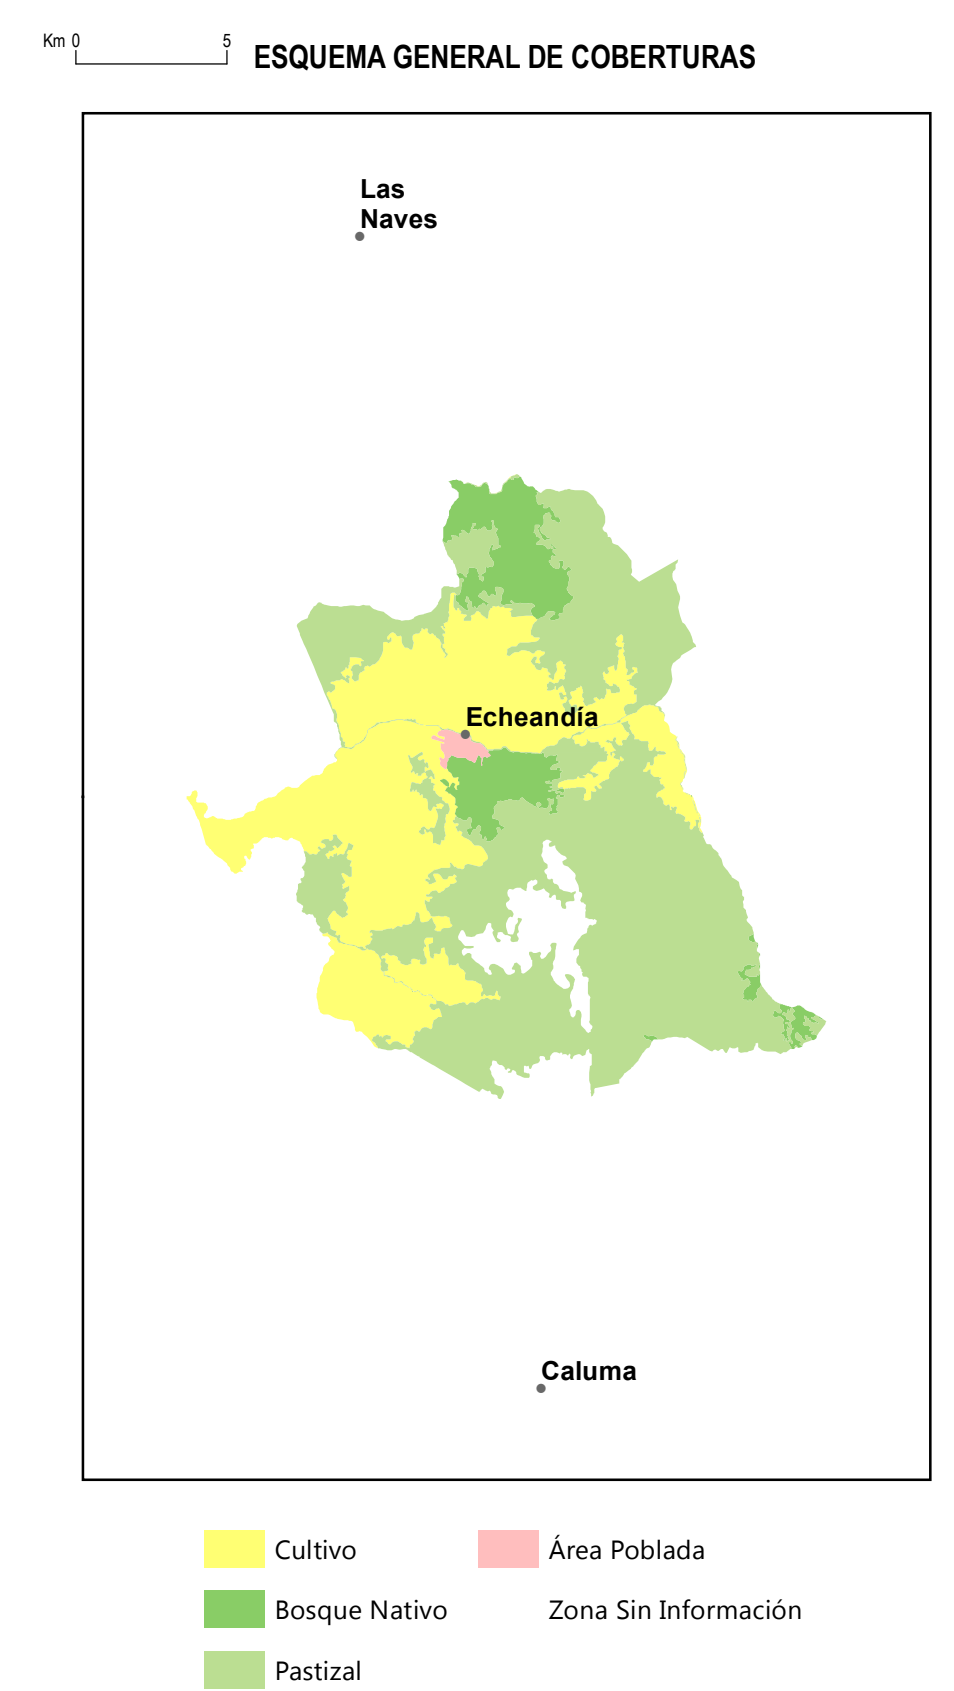 Km 0 5
ESQUEMA GENERAL DE COBERTURAS
Las
Naves
Echeandía
Caluma
Cultivo
Área Poblada
Bosque Nativo
Zona Sin Información
Pastizal